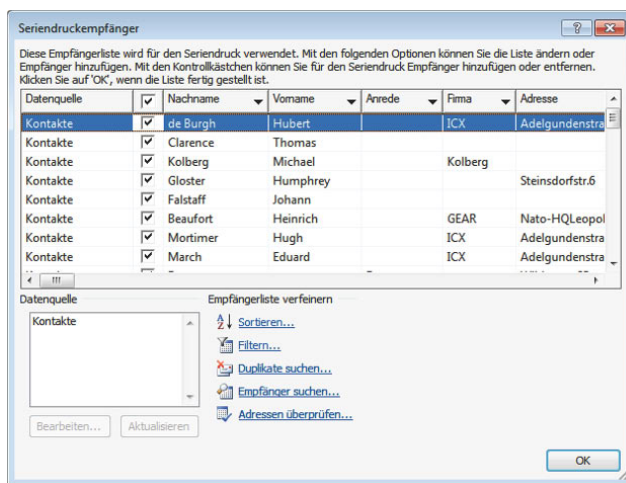 Seriendruckempfänger
Diese Empfängerliste wird für den Seriendruck verwendet. Mit den folgenden Optionen können Sie die Liste ändern oder
Empfänger hinzufügen. Mit den Kontrollkästchen können Sie für den Seriendruck Empfänger hinzufügen oder entfernen.
Klicken Sie auf 'OK', wenn die Liste fertig gestellt ist.
Datenquelle Nachname Vorname Anrede Firma Adresse
Kontakte de Burgh Hubert ICX Adelgundenstra
Kontakte Clarence Thomas
Kontakte Kolberg Michael Kolberg
Kontakte Gloster Humphrey Steinsdorfstr.6
Kontakte Falstaff Johann
Kontakte Beaufort Heinrich GEAR Nato-HQLeopol
Kontakte Mortimer Hugh ICX Adelgundenstra
Kontakte March Eduard ICX Adelgundenstra
Datenquelle Empfängerliste verfeinern
Kontakte
Sortieren...
Filtern...
Duplikate suchen...
Empfänger suchen...
Adressen überprüfen...
Bearbeiten... Aktualisieren
OK